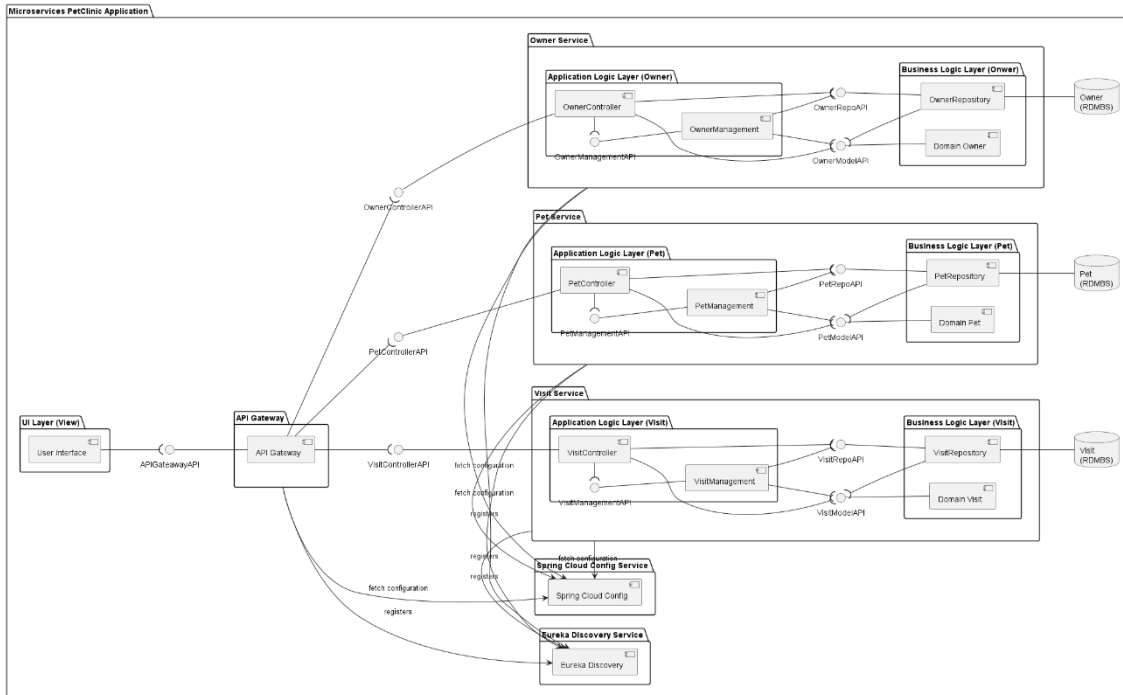 Microservices PetClinic Application
Owner Service
Application Logic Layer (Owner)
Business Logic Layer (Onwer)
OwnerController
OwnerManagement
OwnerManagementAPI
OwnerRepoAPI
OwnerModelAPI
OwnerRepository
Domain Owner
Owner
(RDMBS)
OwnerControllerAPI
Pet Service
Application Logic Layer (Pet)
Business Logic Layer (Pet)
PetController
PetManagement
PetManagementAPI
PetRepoAPI
PetModelAPI
PetRepository
Domain Pet
Pet
(RDMBS)
PetControllerAPI
Visit Service
Application Logic Layer (Visit)
Business Logic Layer (Visit)
VisitController
VisitManagement
VisitManagementAPI
VisitRepoAPI
VisitModelAPI
VisitRepository
Domain Visit
Visit
(RDMBS)
UI Layer (View)
User Interface
APIGateawayAPI
API Gateway
API Gateway
VisitControllerAPI
fetch configuration
fetch configuration
registers
registers
registers
fetch configuration
fetch configuration
registers
Spring Cloud Config Service
Spring Cloud Config
Eureka Discovery Service
Eureka Discovery